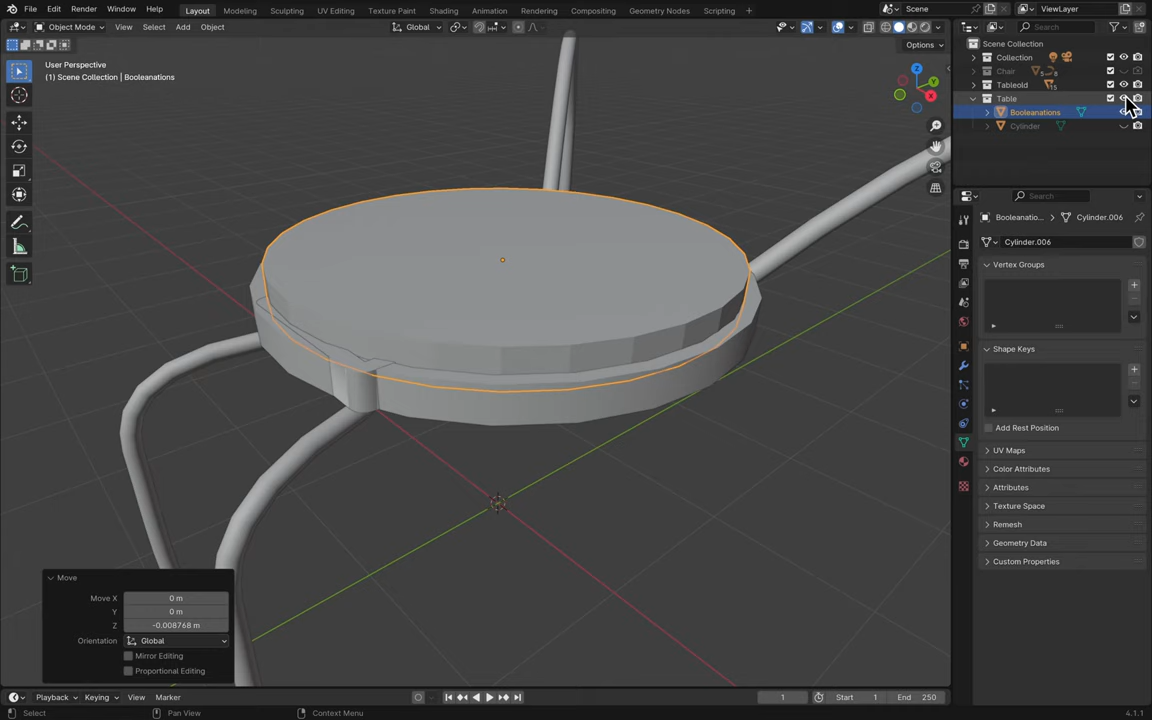 File Edit Render Window Help Layout Modeling Sculpting UV Editing Texture Paint Shading Animation Rendering Compositing Geometry Nodes Scripting Scene ViewLayer
Object Mode View Select Add Object Global Search
Options
User Perspective
(1) Scene Collection | Booleanations
Z
Y
X
Scene Collection
Collection
Chair 5 8
Tableold 15
Table
Booleanations
Cylinder
Search
Booleanatio... Cylinder.006
Cylinder.006
Vertex Groups
Shape Keys
Add Rest Position
UV Maps
Color Attributes
Attributes
Texture Space
Remesh
Geometry Data
Custom Properties
Move
Move X 0 m
Y 0 m
Z -0.008768 m
Orientation Global
Mirror Editing
Proportional Editing
Playback Keying View Marker 1 Start 1 End 250
Select Pan View Context Menu 4.1.1